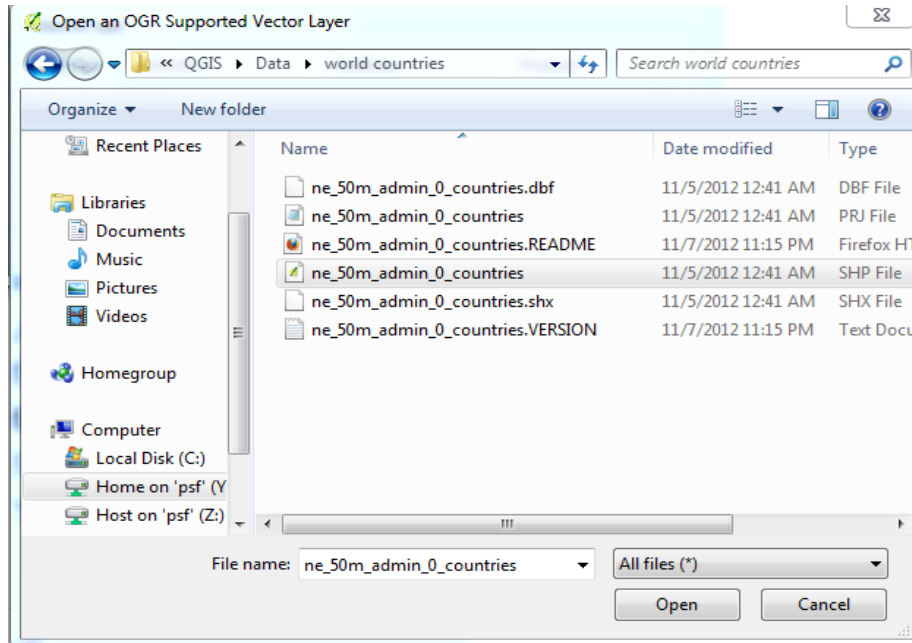 Open an OGR Supported Vector Layer
« QGIS ▸ Data ▸ world countries
Search world countries
Organize
New folder
Name
Date modified
Type
Recent Places
Libraries
Documents
Music
Pictures
Videos
Homegroup
Computer
Local Disk (C:)
Home on 'psf' (Y
Host on 'psf' (Z:)
ne_50m_admin_0_countries.dbf 11/5/2012 12:41 AM DBF File
ne_50m_admin_0_countries 11/5/2012 12:41 AM PRJ File
ne_50m_admin_0_countries.README 11/7/2012 11:15 PM Firefox HT
ne_50m_admin_0_countries 11/5/2012 12:41 AM SHP File
ne_50m_admin_0_countries.shx 11/5/2012 12:41 AM SHX File
ne_50m_admin_0_countries.VERSION 11/7/2012 11:15 PM Text Docu
File name: ne_50m_admin_0_countries
All files (*)
Open
Cancel